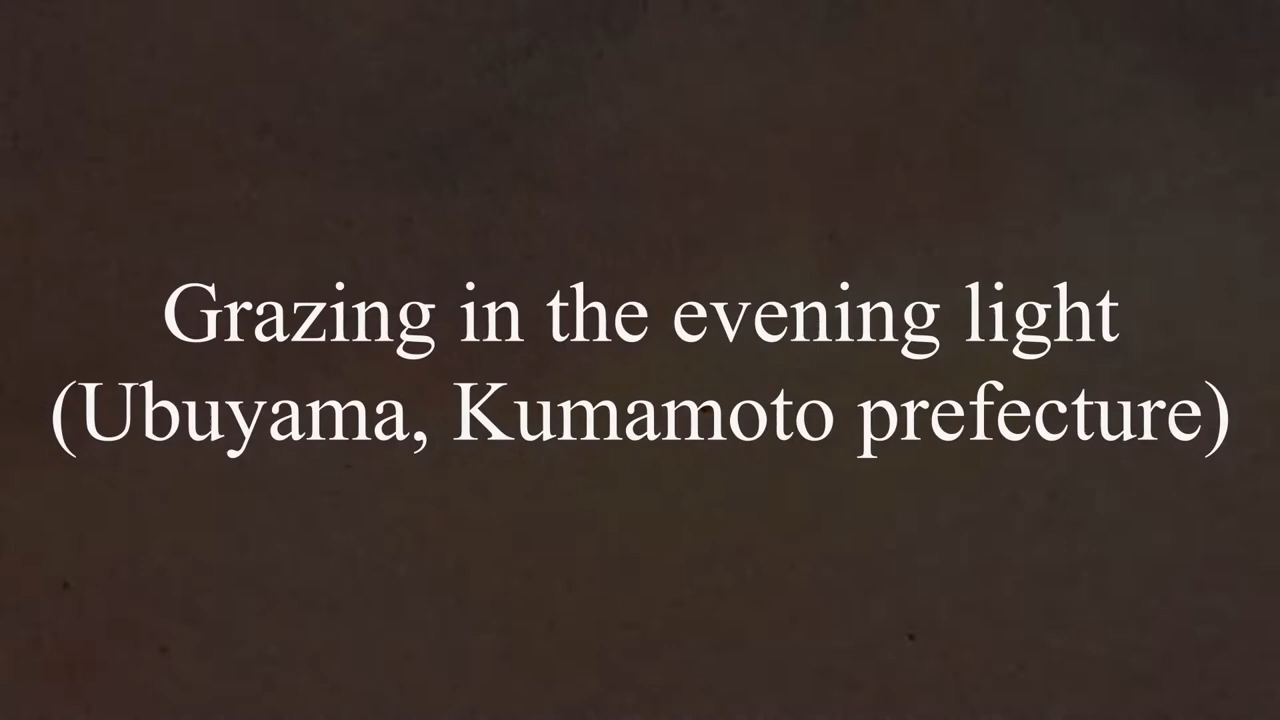 Grazing in the evening light
(Ubuyama, Kumamoto prefecture)